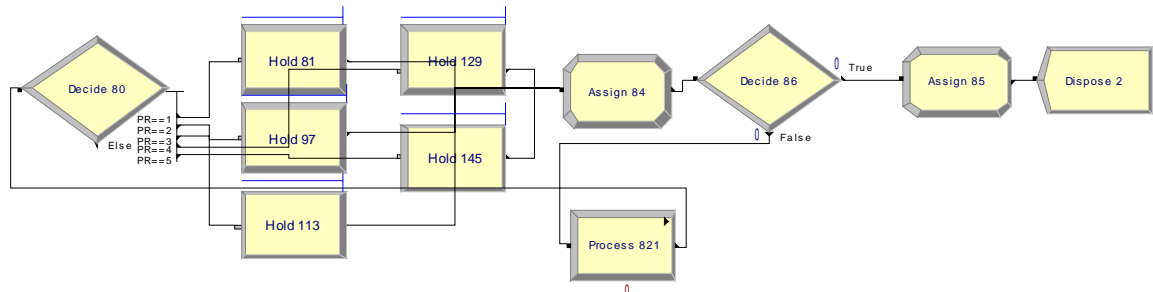 Decide 80
PR==1
PR==2
PR==3
PR==4
PR==5
Else
Hold 81
Hold 97
Hold 113
Hold 129
Hold 145
Assign 84
Decide 86
0
True
0
False
Assign 85
Dispose 2
Process 821
0